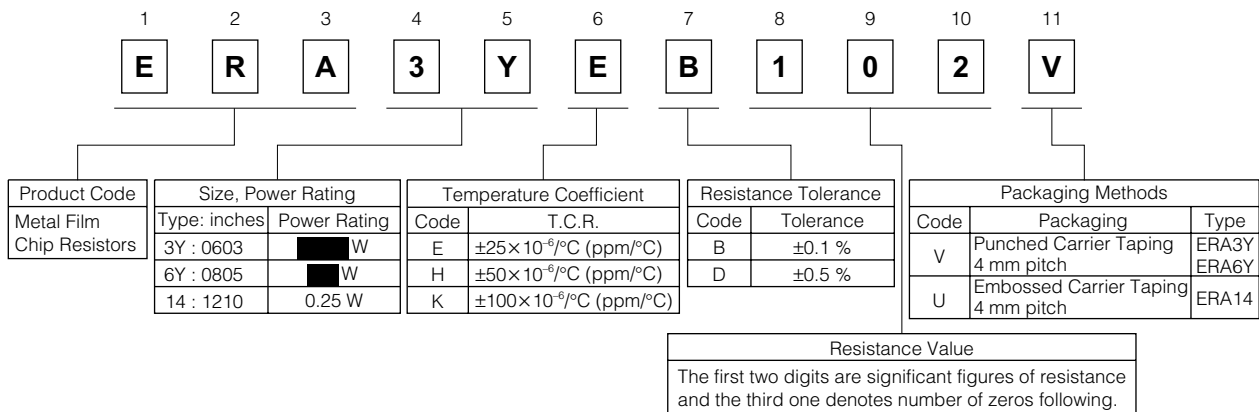 1 2 3 4 5 6 7 8 9 10 11
E R A 3 Y E B 1 0 2 V
Product Code
Metal Film
Chip Resistors
Size, Power Rating
Type: inches Power Rating
3Y : 0603 W
6Y : 0805 W
14 : 1210 0.25 W
Temperature Coefficient
Code T.C.R.
E ±25×10⁻⁶/°C (ppm/°C)
H ±50×10⁻⁶/°C (ppm/°C)
K ±100×10⁻⁶/°C (ppm/°C)
Resistance Tolerance
Code Tolerance
B ±0.1 %
D ±0.5 %
Packaging Methods
Code Packaging Type
V Punched Carrier Taping
4 mm pitch
ERA3Y
ERA6Y
U Embossed Carrier Taping
4 mm pitch
ERA14
Resistance Value
The first two digits are significant figures of resistance
and the third one denotes number of zeros following.